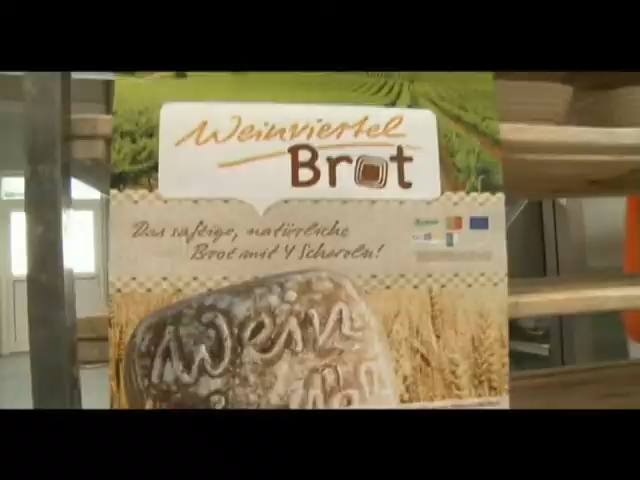 Weinviertel
Brot
Das saftige, natürliche
Brot mit 4 Scherzln!
Wein